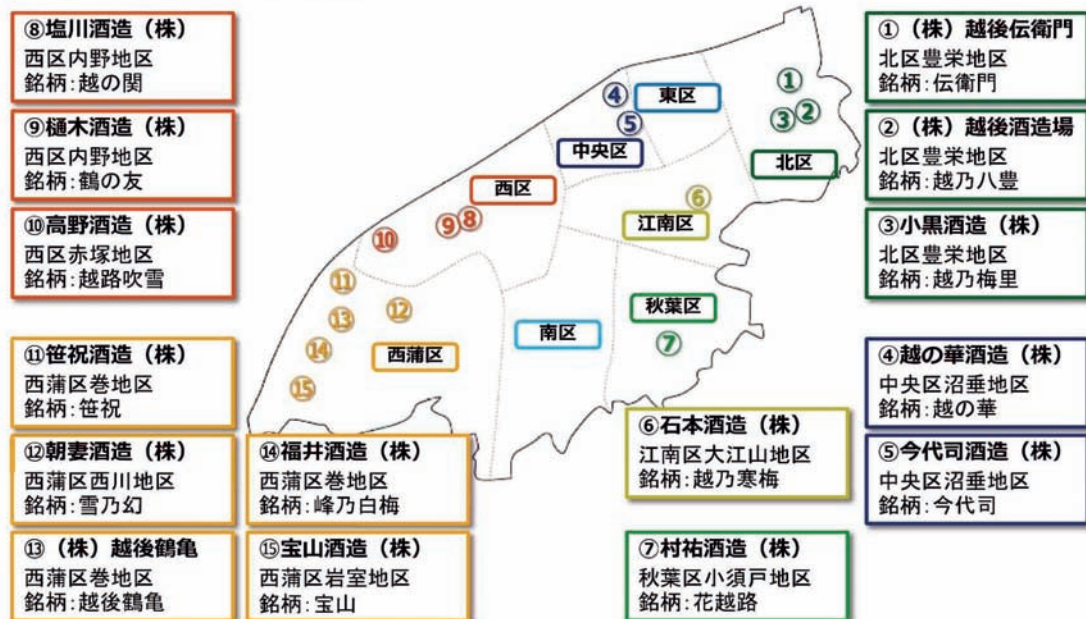 ⑧塩川酒造（株）
西区内野地区
銘柄：越の関
⑨樋木酒造（株）
西区内野地区
銘柄：鶴の友
⑩高野酒造（株）
西区赤塚地区
銘柄：越路吹雪
⑪笹祝酒造（株）
西蒲区巻地区
銘柄：笹祝
⑫朝妻酒造（株）
西蒲区西川地区
銘柄：雪乃幻
⑬（株）越後鶴亀
西蒲区巻地区
銘柄：越後鶴亀
⑭福井酒造（株）
西蒲区巻地区
銘柄：峰乃白梅
⑮宝山酒造（株）
西蒲区岩室地区
銘柄：宝山
①
②
③
北区
④
⑤
東区
中央区
西区
⑧
⑨
⑩
⑥
江南区
⑪
⑫
⑬
⑭
⑮
西蒲区
南区
秋葉区
⑦
⑥石本酒造（株）
江南区大江山地区
銘柄：越乃寒梅
⑦村祐酒造（株）
秋葉区小須戸地区
銘柄：花越路
①（株）越後伝衛門
北区豊栄地区
銘柄：伝衛門
②（株）越後酒造場
北区豊栄地区
銘柄：越乃八豊
③小黒酒造（株）
北区豊栄地区
銘柄：越乃梅里
④越の華酒造（株）
中央区沼垂地区
銘柄：越の華
⑤今代司酒造（株）
中央区沼垂地区
銘柄：今代司